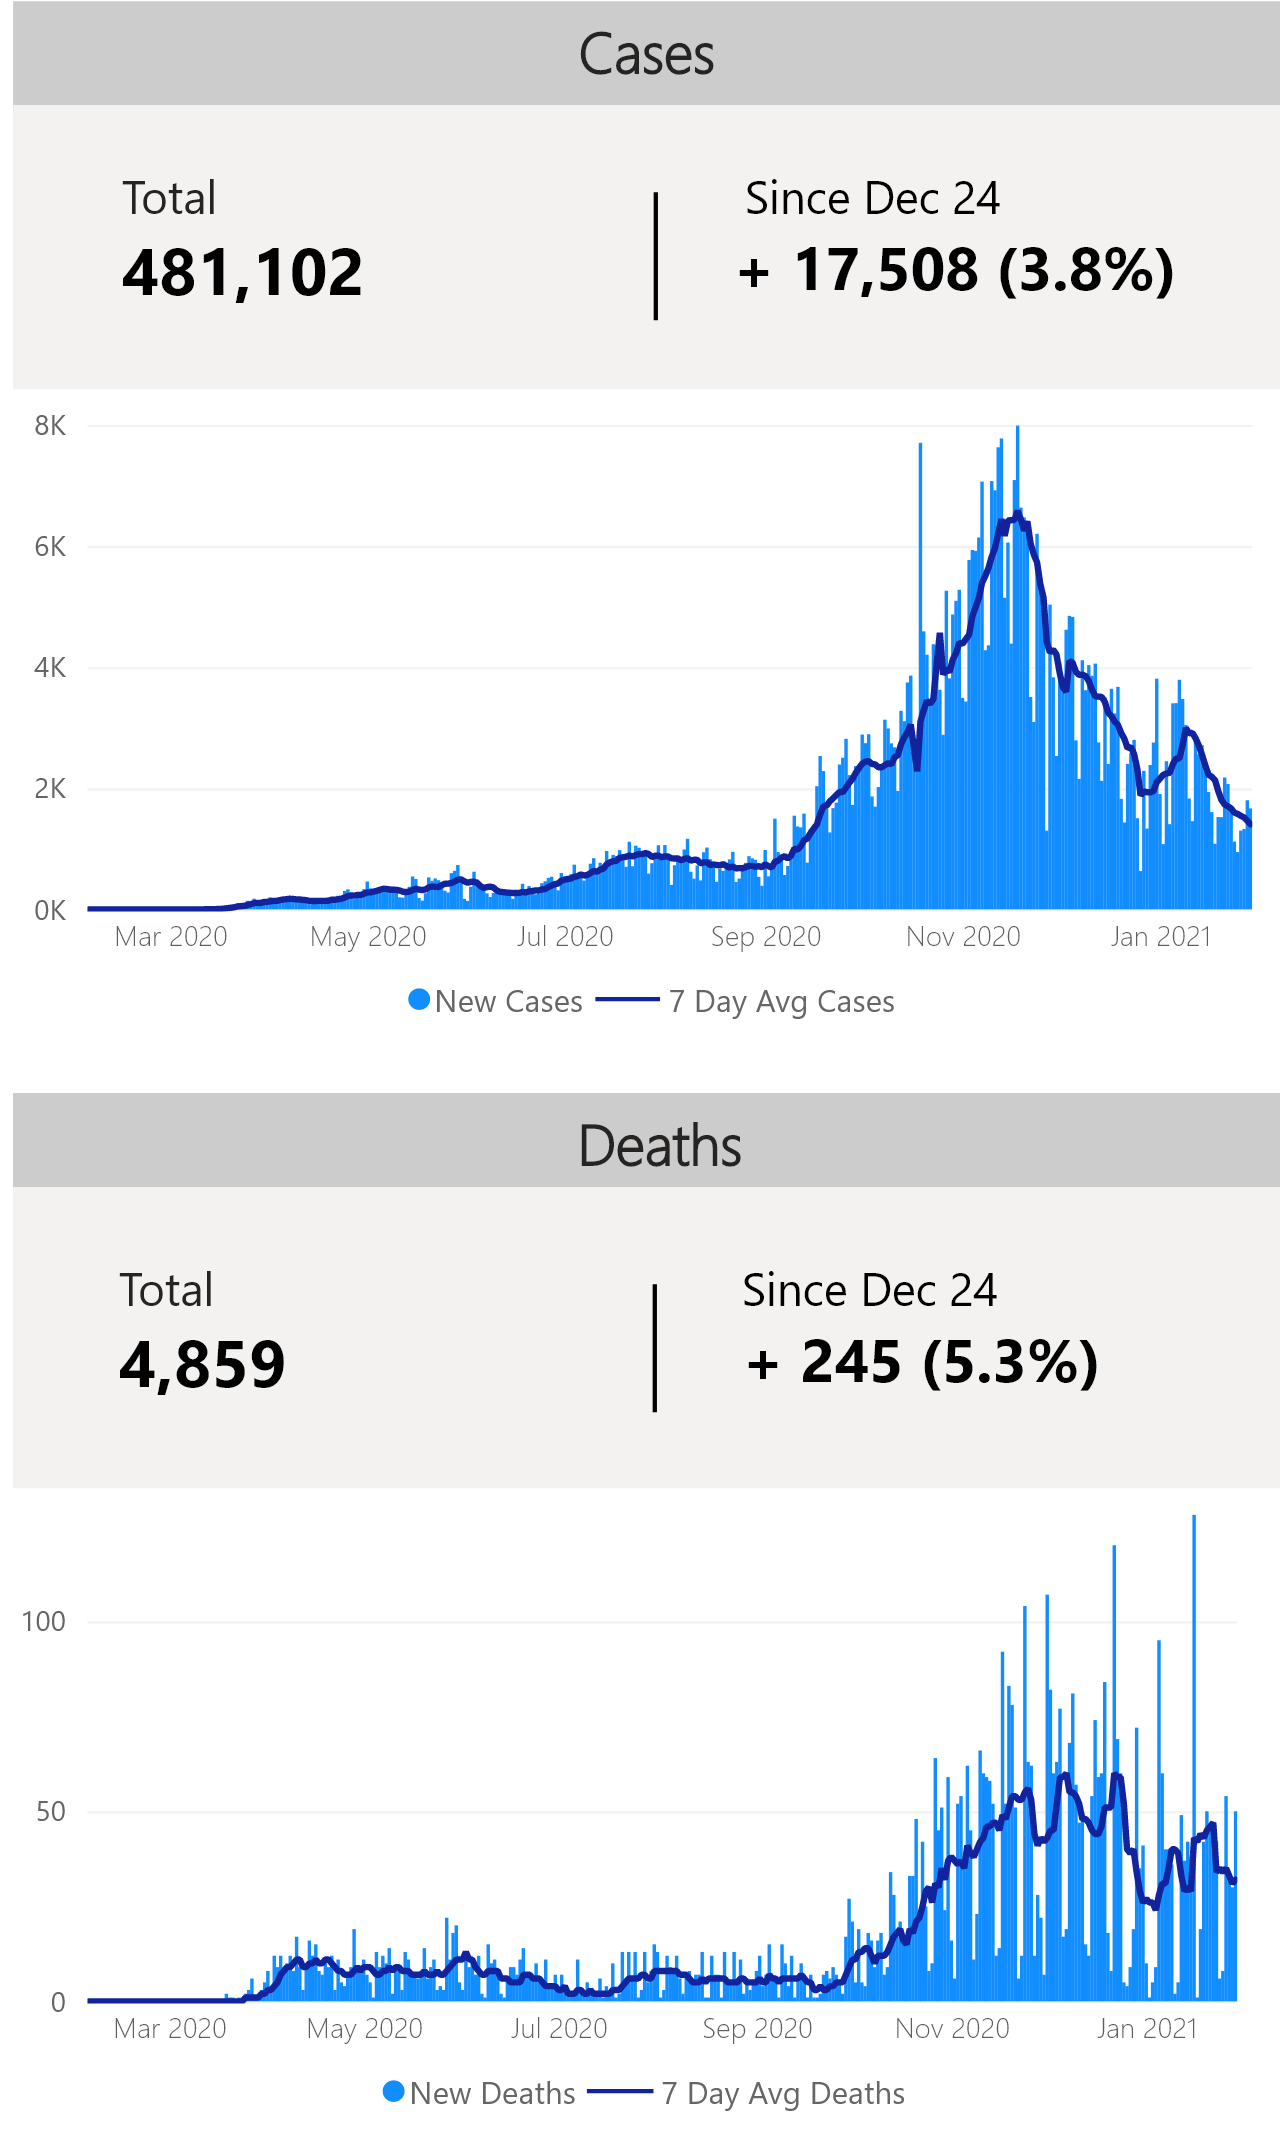 Cases
Total
Since Dec 24
481,102
+ 17,508 (3.8%)
8K
6K
4K
2K
0K
Mar 2020 May 2020 Jul 2020 Sep 2020 Nov 2020 Jan 2021
New Cases 7 Day Avg Cases
Deaths
Total
Since Dec 24
4,859
+ 245 (5.3%)
100
50
0
Mar 2020 May 2020 Jul 2020 Sep 2020 Nov 2020 Jan 2021
New Deaths 7 Day Avg Deaths